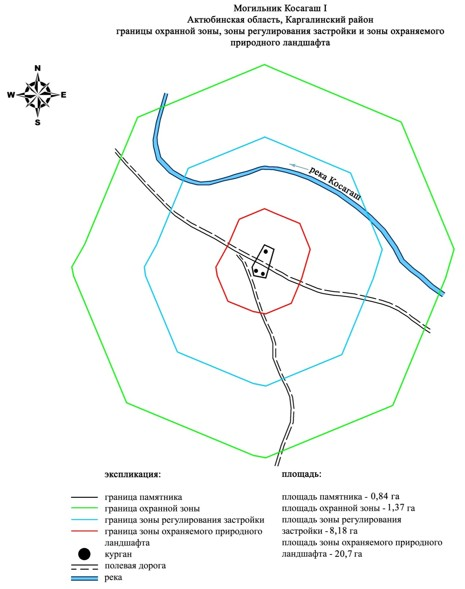 Могильник Косагаш I
Актюбинская область, Каргалинский район
границы охранной зоны, зоны регулирования застройки и зоны охраняемого
природного ландшафта
N
W E
S
река Косагаш
экспликация:
граница памятника
граница охранной зоны
граница зоны регулирования застройки
граница зоны охраняемого природного
ландшафта
курган
полевая дорога
река
площадь:
площадь памятника - 0,84 га
площадь охранной зоны - 1,37 га
площадь зоны регулирования
застройки - 8,18 га
площадь зоны охраняемого природного
ландшафта - 20,7 га